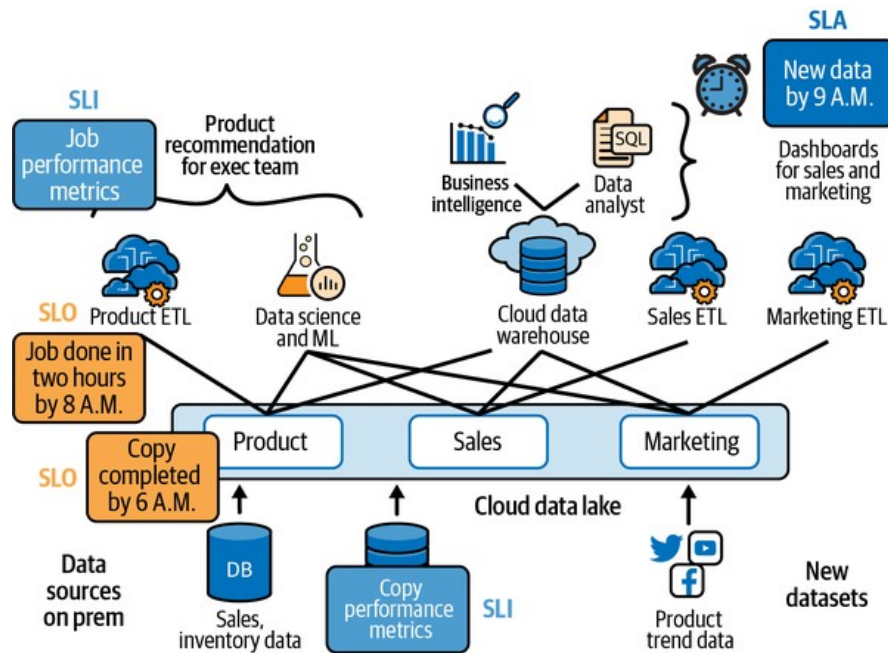 SLA
New data
by 9 A.M.
SLI
Job
performance
metrics
Product
recommendation
for exec team
SQL
Business
intelligence
Data
analyst
Dashboards
for sales and
marketing
SLO
Product ETL
Data science
and ML
Cloud data
warehouse
Sales ETL
Marketing ETL
Job done in
two hours
by 8 A.M.
Product
Sales
Marketing
SLO
Copy
completed
by 6 A.M.
Cloud data lake
Data
sources
on prem
DB
Sales,
inventory data
Copy
performance
metrics
SLI
Product
trend data
New
datasets